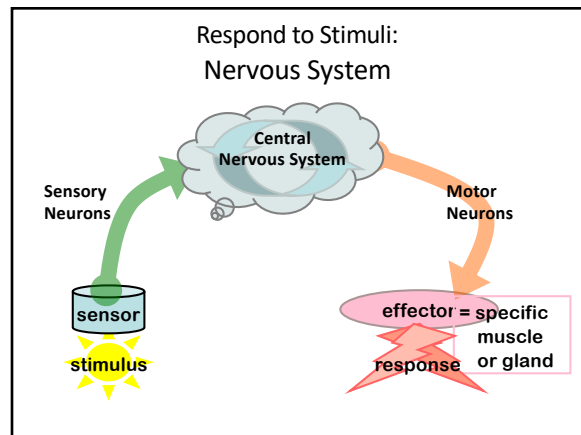 Respond to Stimuli:
Nervous System
Central
Nervous System
Sensory
Neurons
Motor
Neurons
sensor
stimulus
effector
= specific
muscle
or gland
response